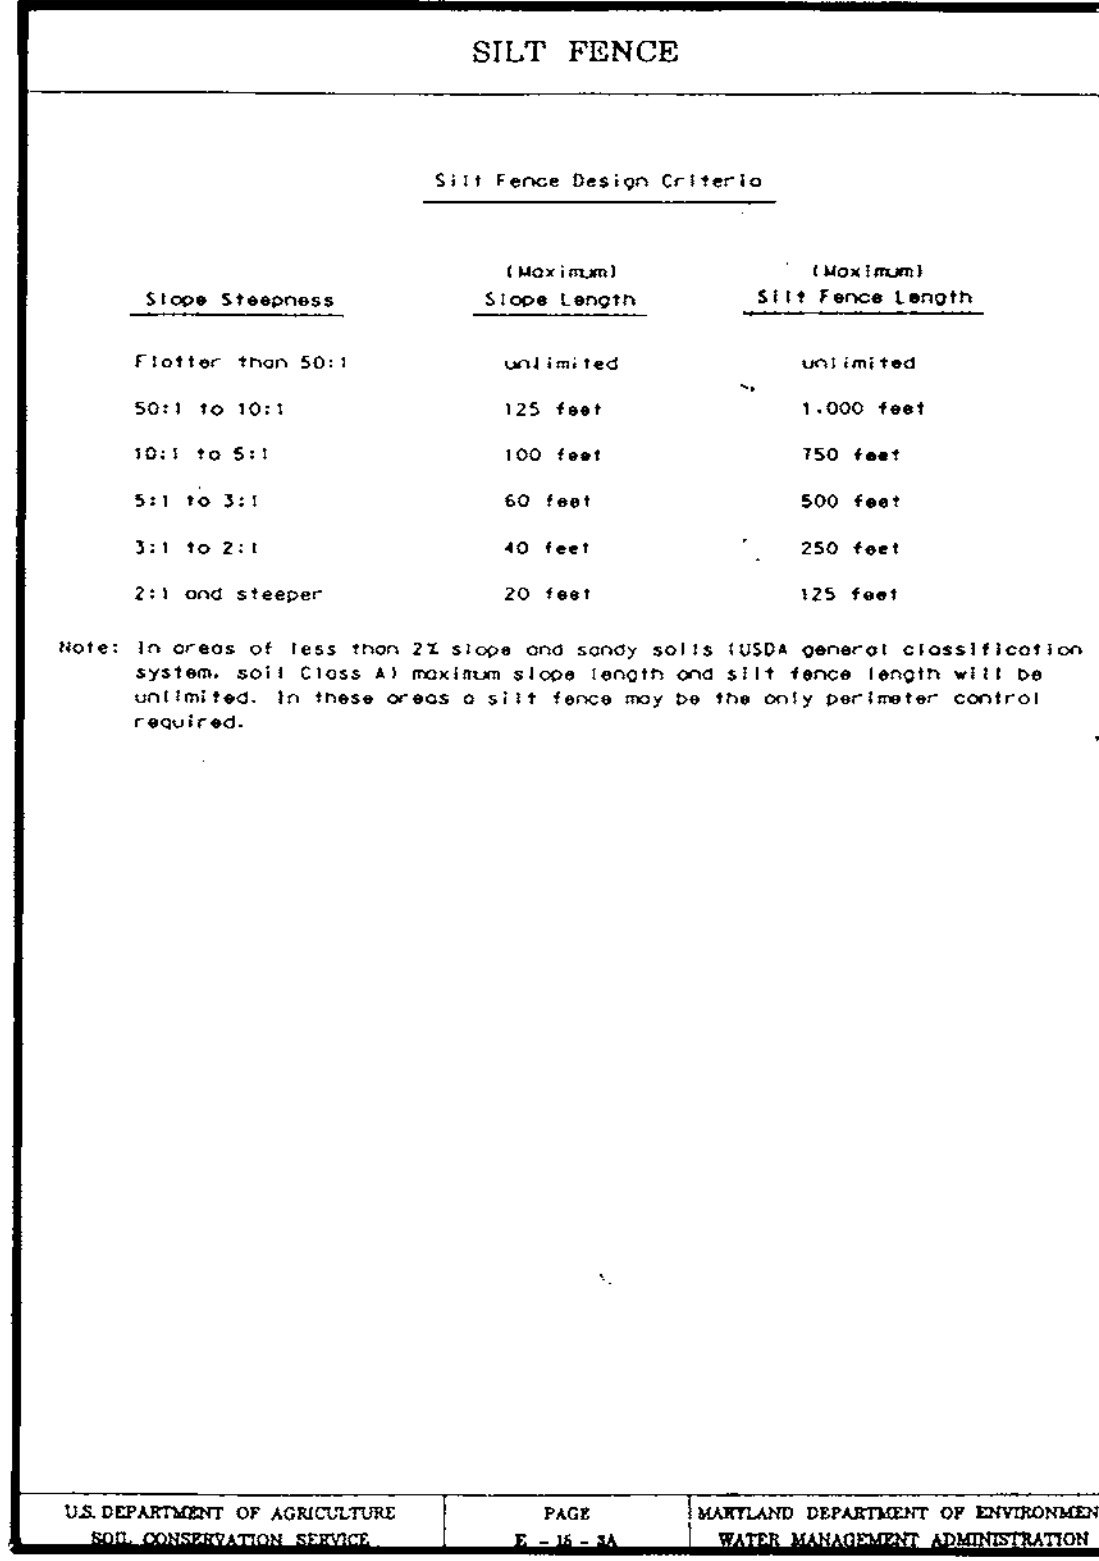 SILT FENCE
Silt Fence Design Criteria
(Maximum) (Maximum)
Slope Steepness Slope Length Silt Fence Length
Flatter than 50:1 unlimited unlimited
50:1 to 10:1 125 feet 1,000 feet
10:1 to 5:1 100 feet 750 feet
5:1 to 3:1 60 feet 500 feet
3:1 to 2:1 40 feet 250 feet
2:1 and steeper 20 feet 125 feet
Note: In areas of less than 2% slope and sandy soils (USDA general classification
system, soil Class A) maximum slope length and silt fence length will be
unlimited. In these areas a silt fence may be the only perimeter control
required.
U.S. DEPARTMENT OF AGRICULTURE PAGE MARYLAND DEPARTMENT OF ENVIRONMEN
SOIL CONSERVATION SERVICE E - 15 - 3A WATER MANAGEMENT ADMINISTRATION